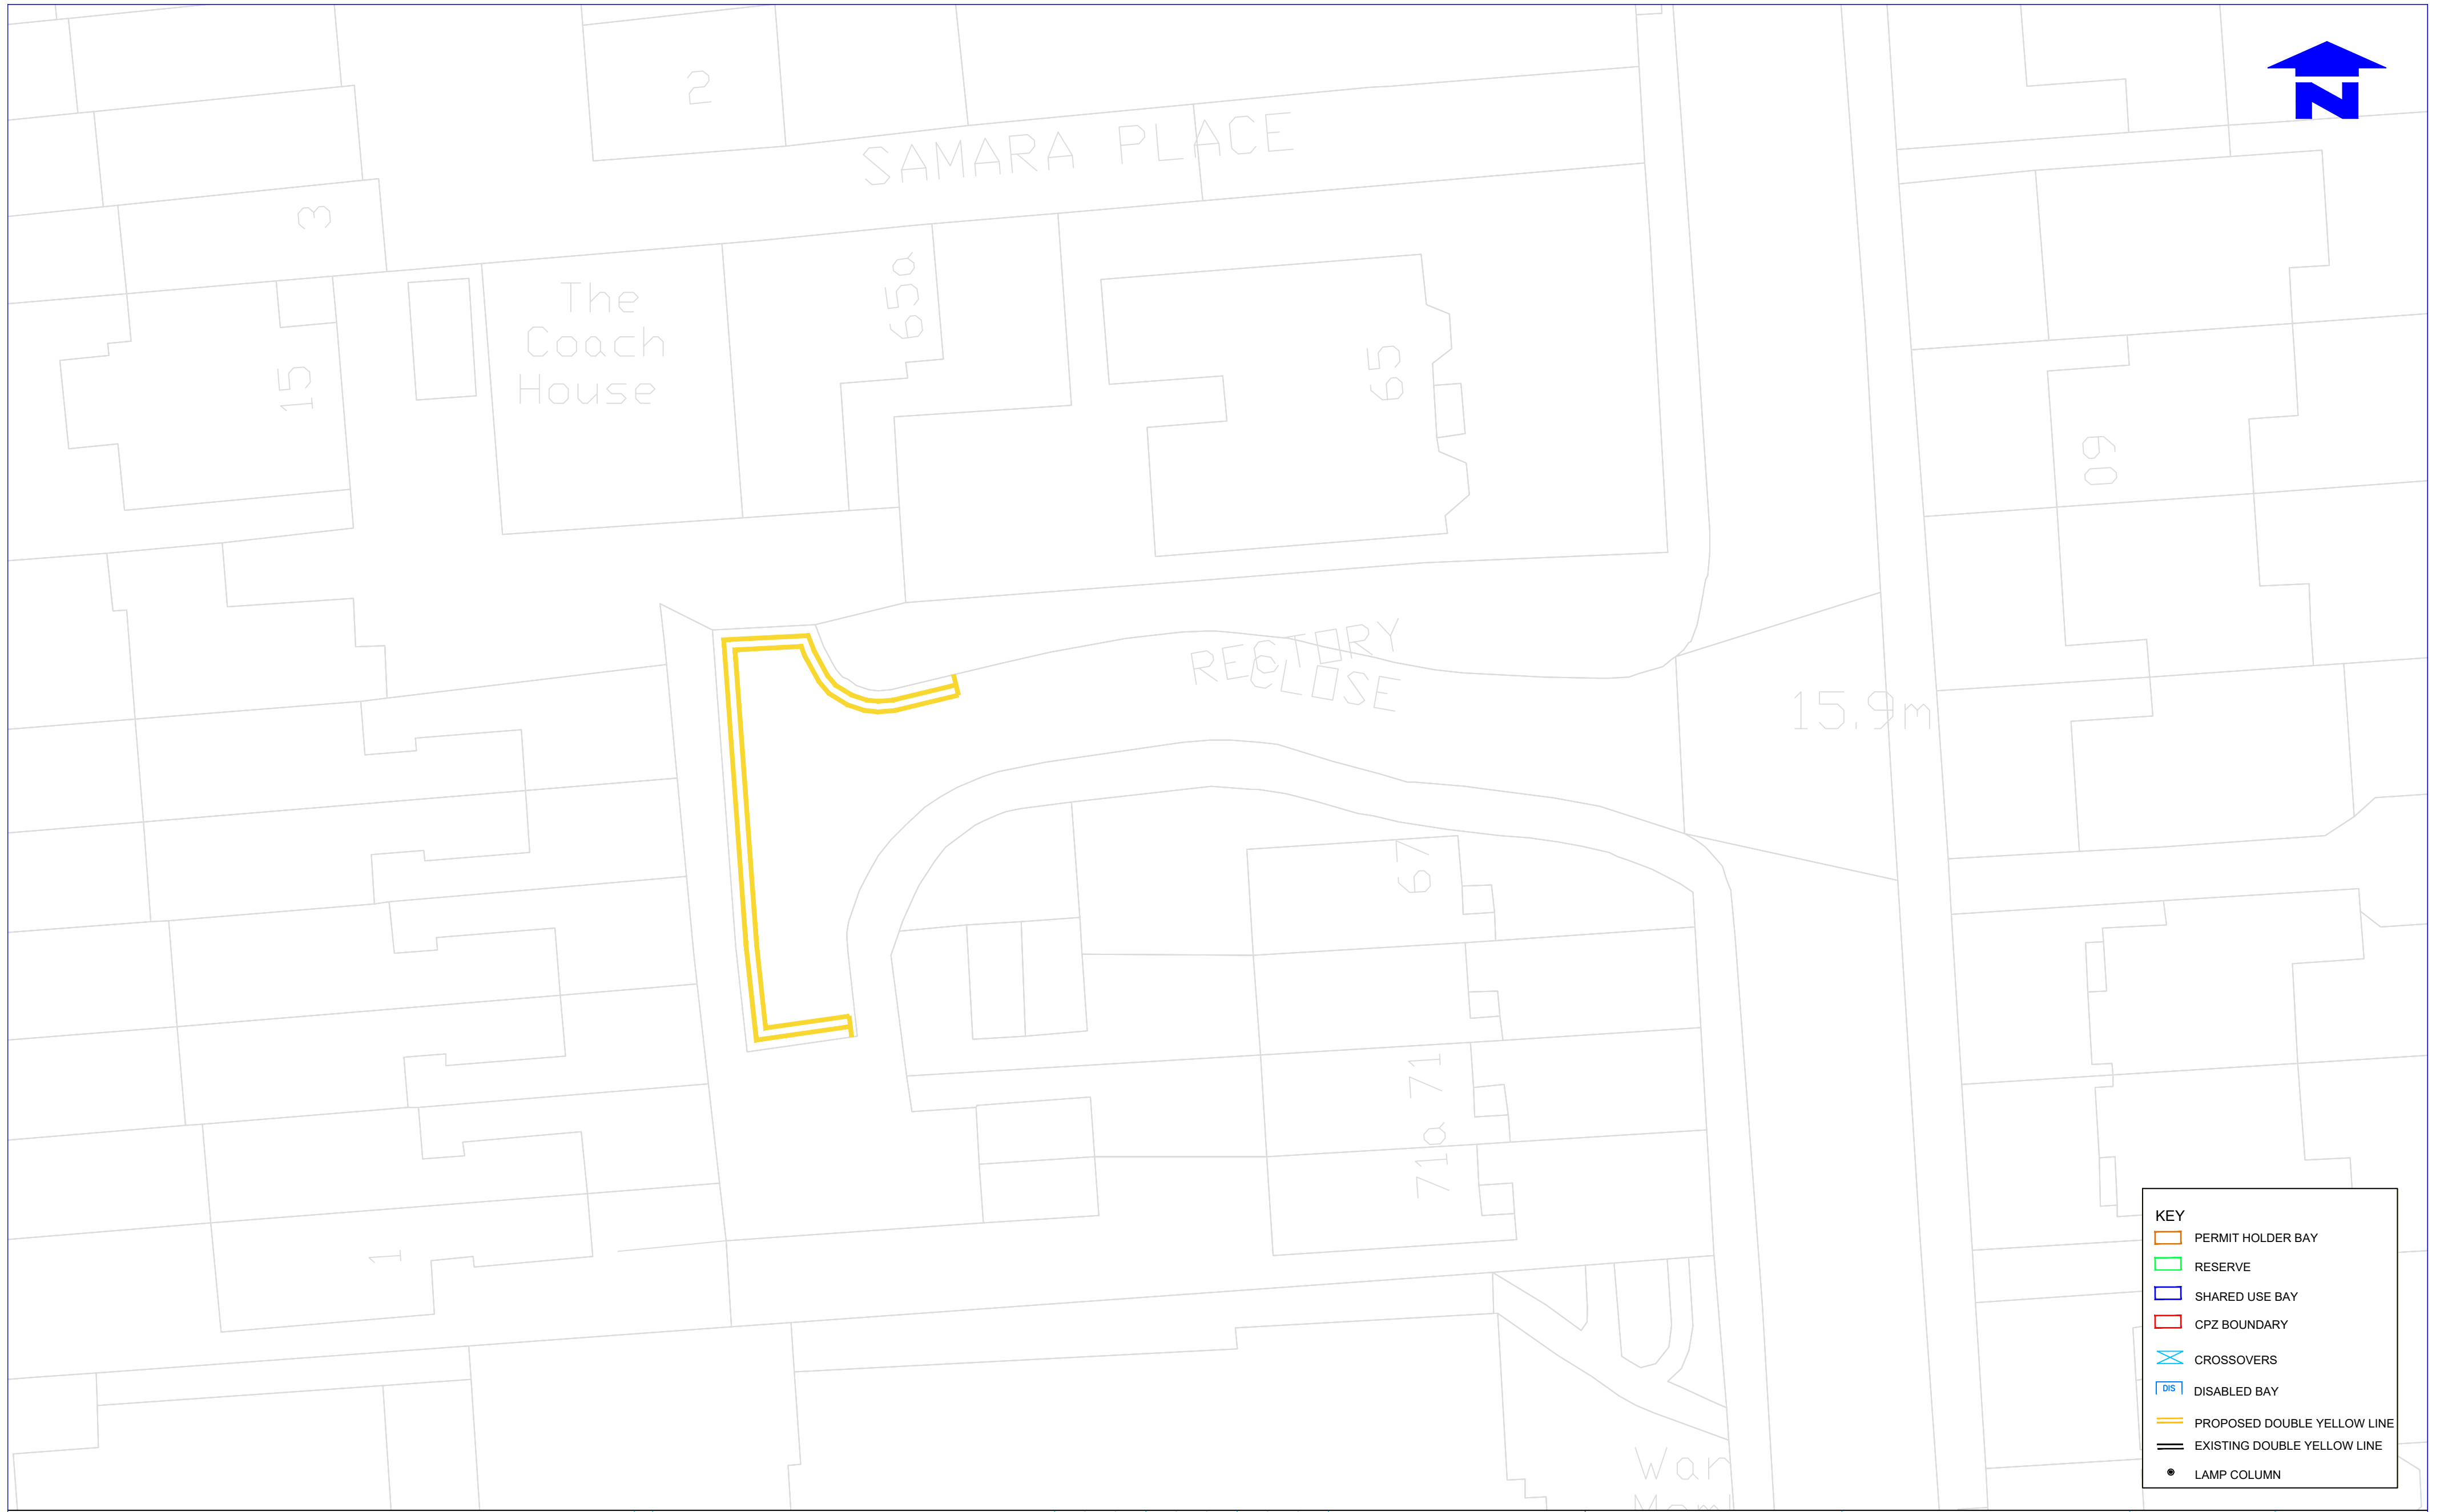 N
2
SAMARA PLACE
3
The
Coach
House
65a
65
15
60
RECTORY
CLOSE
15.9m
67
71
71a
1
War
KEY
PERMIT HOLDER BAY
RESERVE
SHARED USE BAY
CPZ BOUNDARY
CROSSOVERS
DIS DISABLED BAY
PROPOSED DOUBLE YELLOW LINE
EXISTING DOUBLE YELLOW LINE
LAMP COLUMN